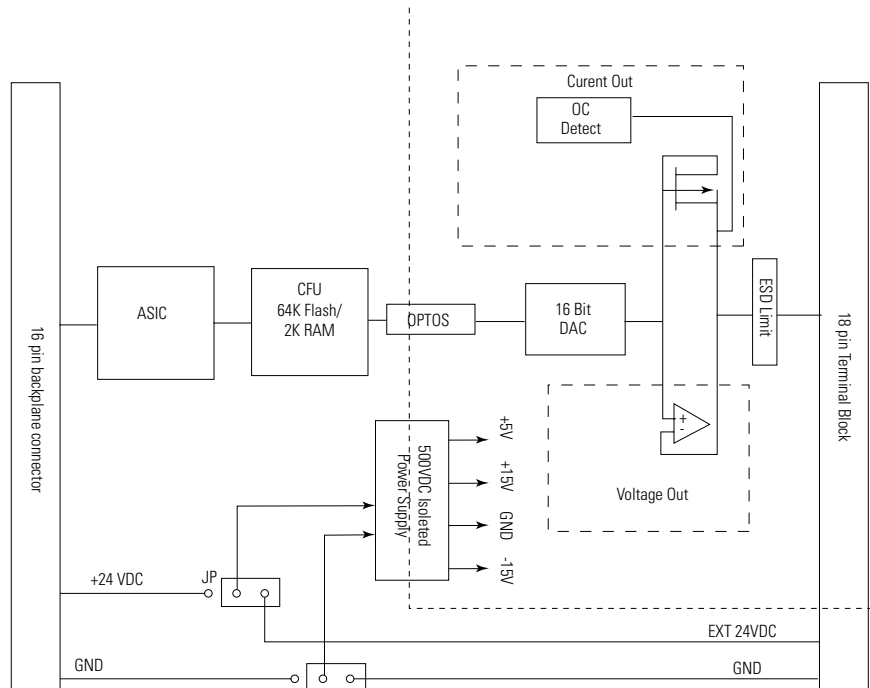 Curent Out
OC
Detect
16 pin backplane connector
ASIC
CFU
64K Flash/
2K RAM
OPTOS
16 Bit
DAC
ESD Limit
18 pin Terminal Block
500VDC Isoleted
Power Supply
+5V
+15V
GND
-15V
+
-
Voltage Out
+24 VDC
JP
EXT 24VDC
GND
GND